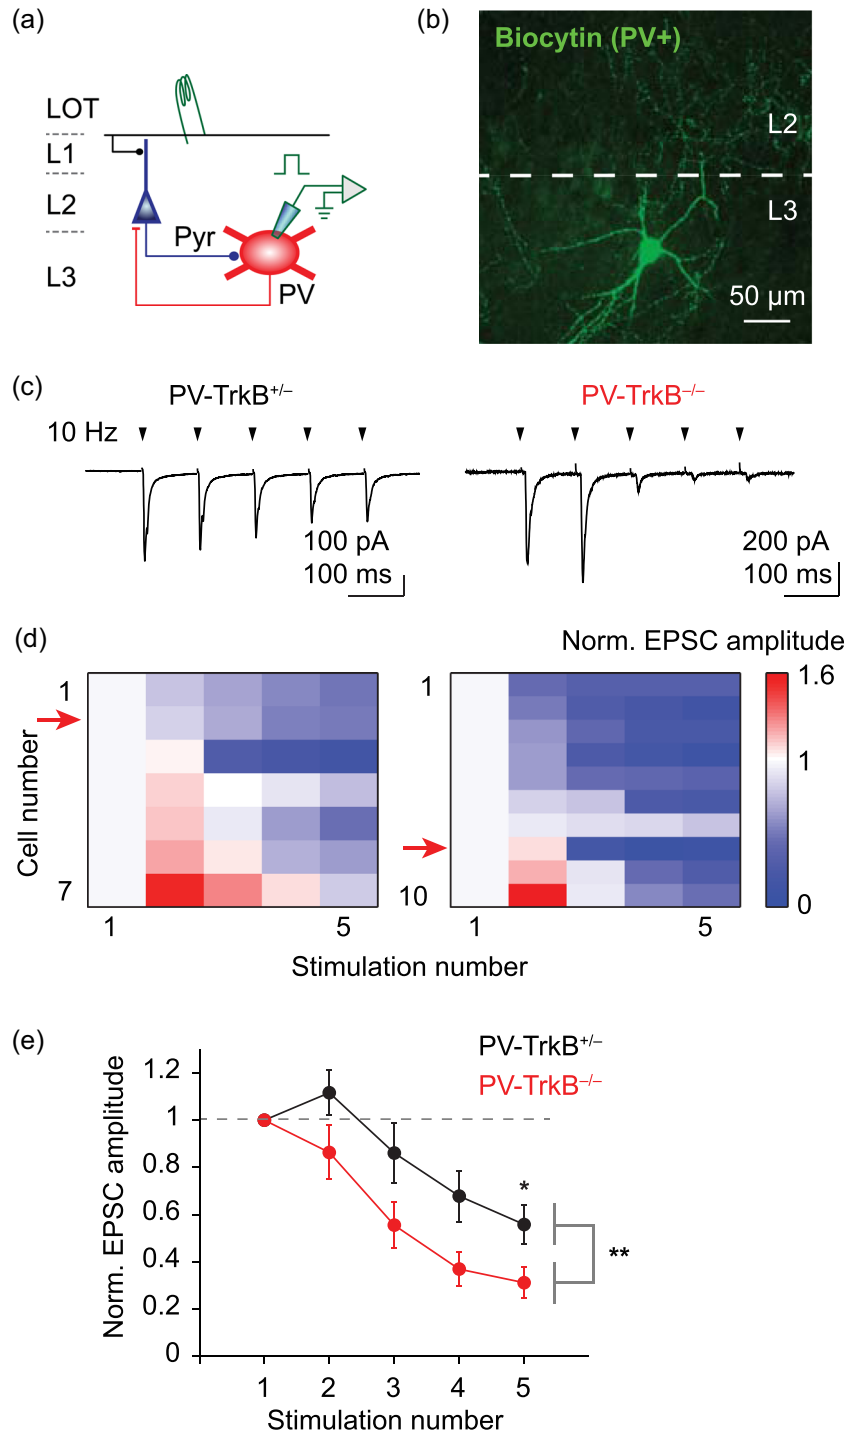 (a)
LOT
L1
L2
L3
Pyr
PV
(b)
Biocytin (PV+)
L2
L3
50 µm
(c)
PV-TrkB+/–
PV-TrkB–/–
10 Hz
100 pA
100 ms
200 pA
100 ms
(d)
Norm. EPSC amplitude
Cell number
1
7
1
5
1
10
1
5
1.6
1
0
Stimulation number
(e)
PV-TrkB+/–
PV-TrkB–/–
Norm. EPSC amplitude
1.2
1
0.8
0.6
0.4
0.2
0
*
**
1 2 3 4 5
Stimulation number